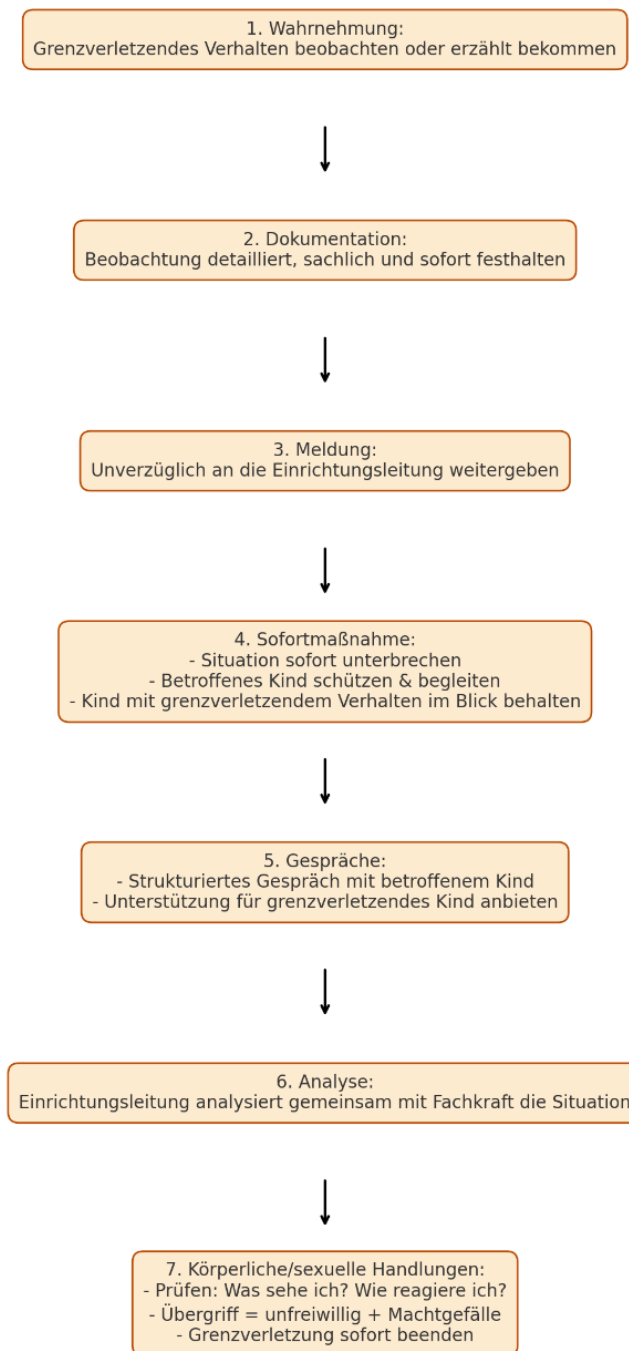 1. Wahrnehmung:
Grenzverletzendes Verhalten beobachten oder erzählt bekommen
2. Dokumentation:
Beobachtung detailliert, sachlich und sofort festhalten
3. Meldung:
Unverzüglich an die Einrichtungsleitung weitergeben
4. Sofortmaßnahme:
- Situation sofort unterbrechen
- Betroffenes Kind schützen & begleiten
- Kind mit grenzverletzendem Verhalten im Blick behalten
5. Gespräche:
- Strukturiertes Gespräch mit betroffenem Kind
- Unterstützung für grenzverletzendes Kind anbieten
6. Analyse:
Einrichtungsleitung analysiert gemeinsam mit Fachkraft die Situation
7. Körperliche/sexuelle Handlungen:
- Prüfen: Was sehe ich? Wie reagiere ich?
- Übergriff = unfreiwillig + Machtgefälle
- Grenzverletzung sofort beenden